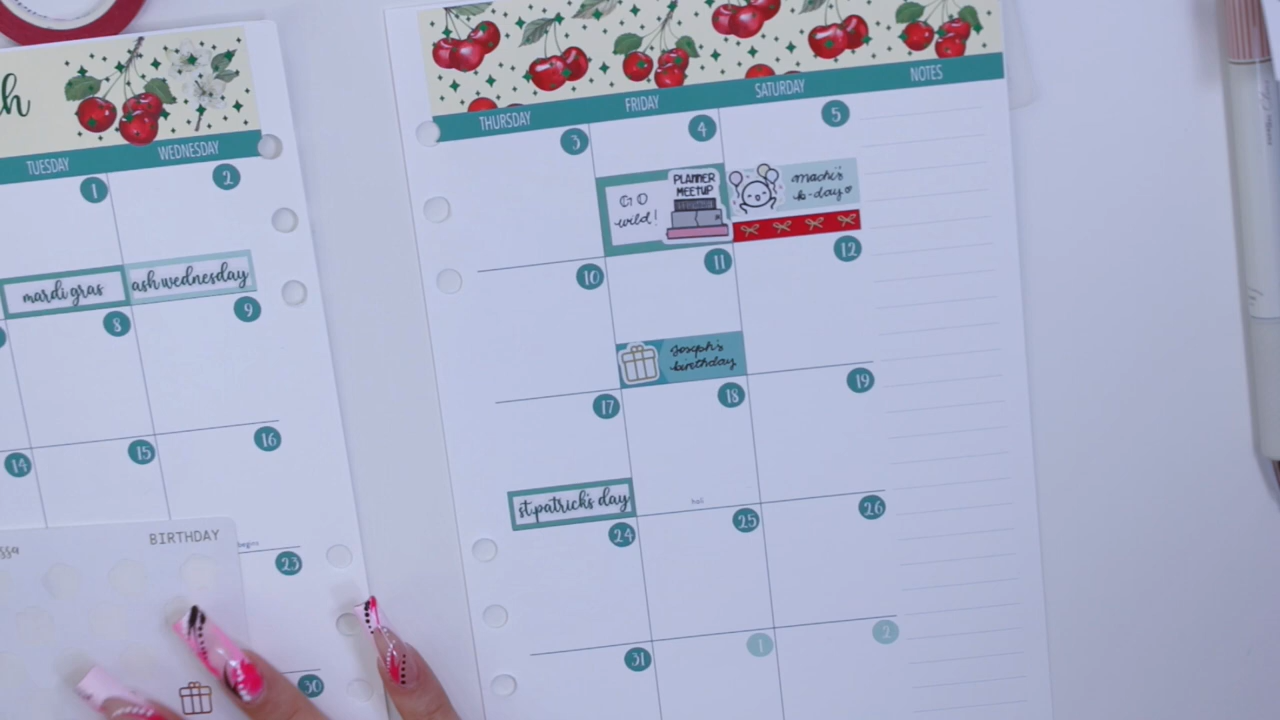 h
TUESDAY
WEDNESDAY
1
2
mardi gras
ash wednesday
8
9
14
15
16
begins
23
30
BIRTHDAY
THURSDAY
FRIDAY
SATURDAY
NOTES
3
4
5
GO
wild!
PLANNER
MEETUP
machi's
b-day
10
11
12
Joseph's
birthday
17
18
19
st.patrick's day
holi
24
25
26
31
1
2